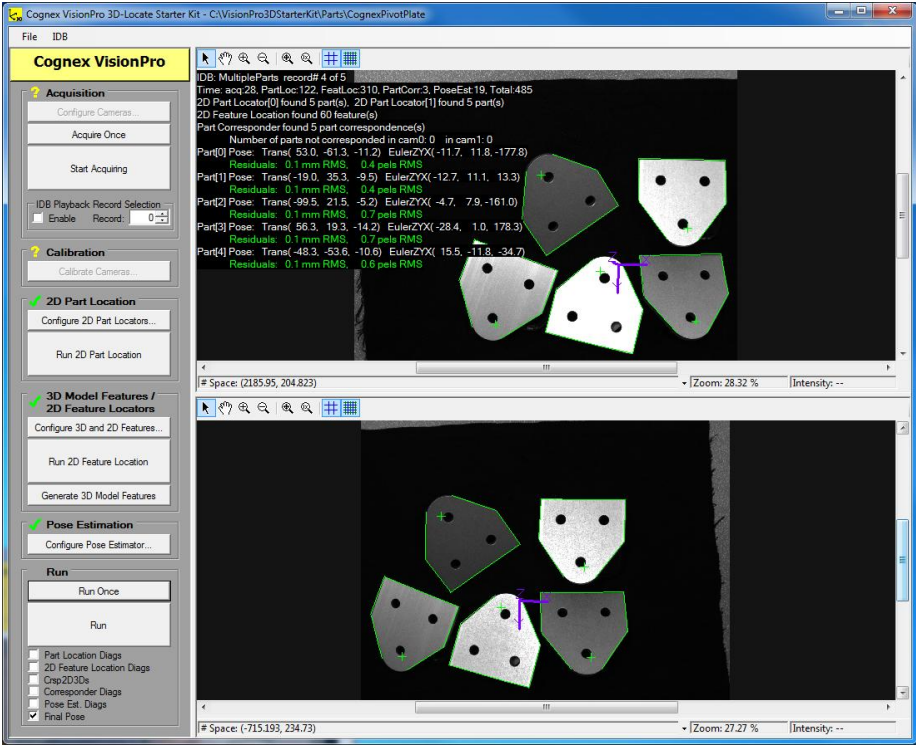 Cognex VisionPro 3D-Locate Starter Kit - C:\VisionPro3DStarterKit\Parts\CognexPivotPlate
File IDB
Cognex VisionPro
? Acquisition
Configure Cameras...
Acquire Once
Start Acquiring
IDB Playback Record Selection
Enable Record: 0
? Calibration
Calibrate Cameras...
2D Part Location
Configure 2D Part Locators...
Run 2D Part Location
3D Model Features /
2D Feature Locators
Configure 3D and 2D Features...
Run 2D Feature Location
Generate 3D Model Features
Pose Estimation
Configure Pose Estimator...
Run
Run Once
Run
Part Location Diags
2D Feature Location Diags
Crsp2D3Ds
Corresponder Diags
Pose Est. Diags
Final Pose
IDB: MultipleParts record# 4 of 5
Time: acq:28, PartLoc:122, FeatLoc:310, PartCorr:3, PoseEst:19, Total:485
2D Part Locator[0] found 5 part(s), 2D Part Locator[1] found 5 part(s)
2D Feature Location found 60 feature(s)
Part Corresponder found 5 part correspondence(s)
Number of parts not corresponded in cam0: 0 in cam1: 0
Part[0] Pose: Trans( 53.0, -61.3, -11.2) EulerZYX( -11.7, 11.8, -177.8)
Residuals: 0.1 mm RMS, 0.4 pels RMS
Part[1] Pose: Trans( -19.0, 35.3, -9.5) EulerZYX( -12.7, 11.1, 13.3)
Residuals: 0.1 mm RMS, 0.4 pels RMS
Part[2] Pose: Trans( -99.5, 21.5, -5.2) EulerZYX( -4.7, 7.9, -161.0)
Residuals: 0.1 mm RMS, 0.7 pels RMS
Part[3] Pose: Trans( 56.3, 19.3, -14.2) EulerZYX( -28.4, 1.0, 178.3)
Residuals: 0.1 mm RMS, 0.7 pels RMS
Part[4] Pose: Trans( -48.3, -53.6, -10.6) EulerZYX( 15.5, -11.8, -34.7)
Residuals: 0.1 mm RMS, 0.6 pels RMS
Z X
# Space: (2185.95, 204.823) Zoom: 28.32 % Intensity: --
Z X
# Space: (-715.193, 234.73) Zoom: 27.27 % Intensity: --